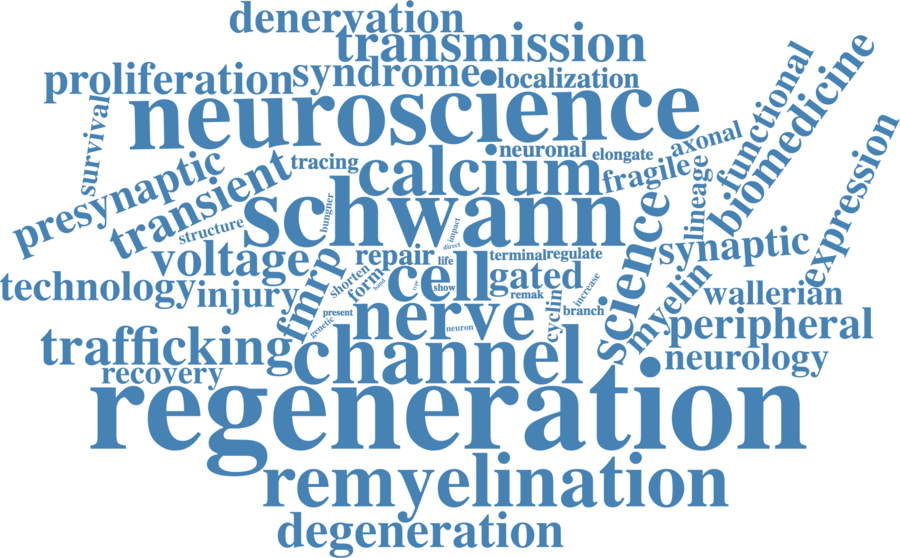 denervation
transmission
proliferation
syndrome
localization
neuroscience
functional
biomedicine
survival
neuronal
axonal
elongate
tracing
calcium
fragile
lineage
expression
presynaptic
transient
structure
schwann
bungner
impact
direct
science
synaptic
voltage
repair
life
terminal
regulate
technology
injury
fmrp
shorten
form
cell
show
gated
remak
increase
cyclin
branch
myelin
wallerian
peripheral
genetic
present
nerve
neuron
neurology
trafficking
channel
recovery
regeneration
remyelination
degeneration